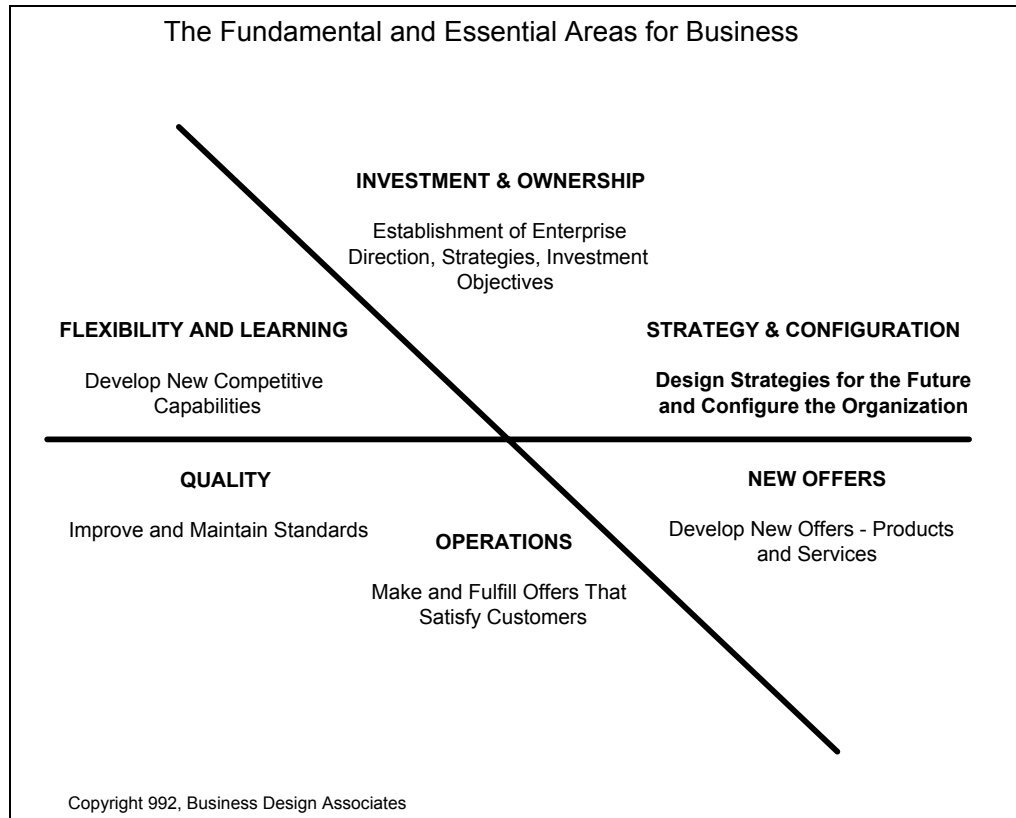 The Fundamental and Essential Areas for Business
INVESTMENT & OWNERSHIP
Establishment of Enterprise
Direction, Strategies, Investment
Objectives
FLEXIBILITY AND LEARNING
Develop New Competitive
Capabilities
STRATEGY & CONFIGURATION
Design Strategies for the Future
and Configure the Organization
QUALITY
Improve and Maintain Standards
OPERATIONS
Make and Fulfill Offers That
Satisfy Customers
NEW OFFERS
Develop New Offers - Products
and Services
Copyright 992, Business Design Associates